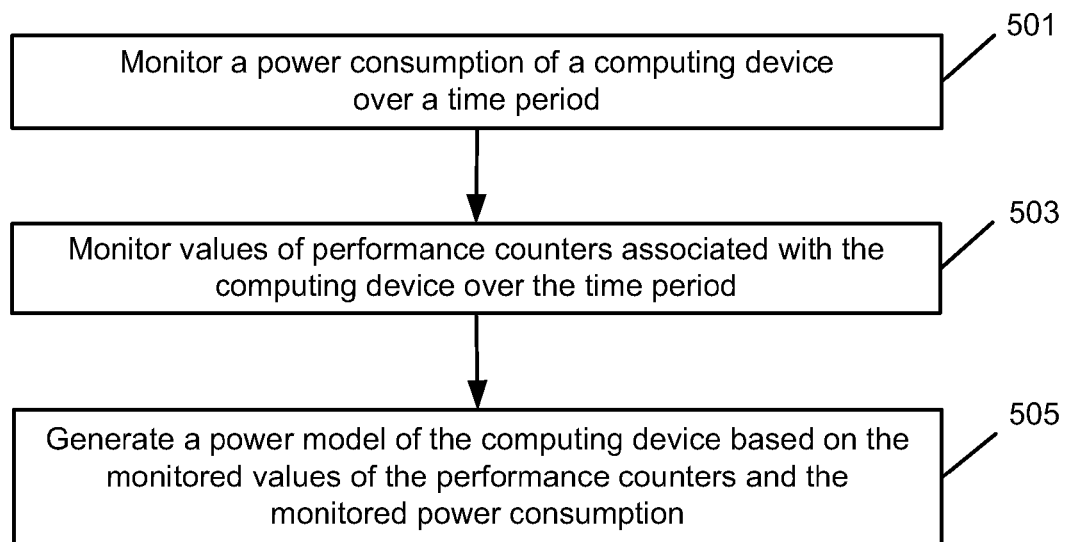 501
Monitor a power consumption of a computing device
over a time period
503
Monitor values of performance counters associated with the
computing device over the time period
505
Generate a power model of the computing device based on the
monitored values of the performance counters and the
monitored power consumption